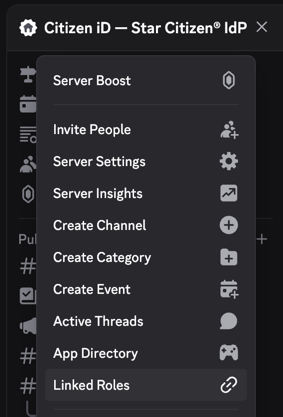 Citizen iD — Star Citizen® IdP
Server Boost
Invite People
Server Settings
Server Insights
Create Channel
Create Category
Create Event
Active Threads
App Directory
Linked Roles